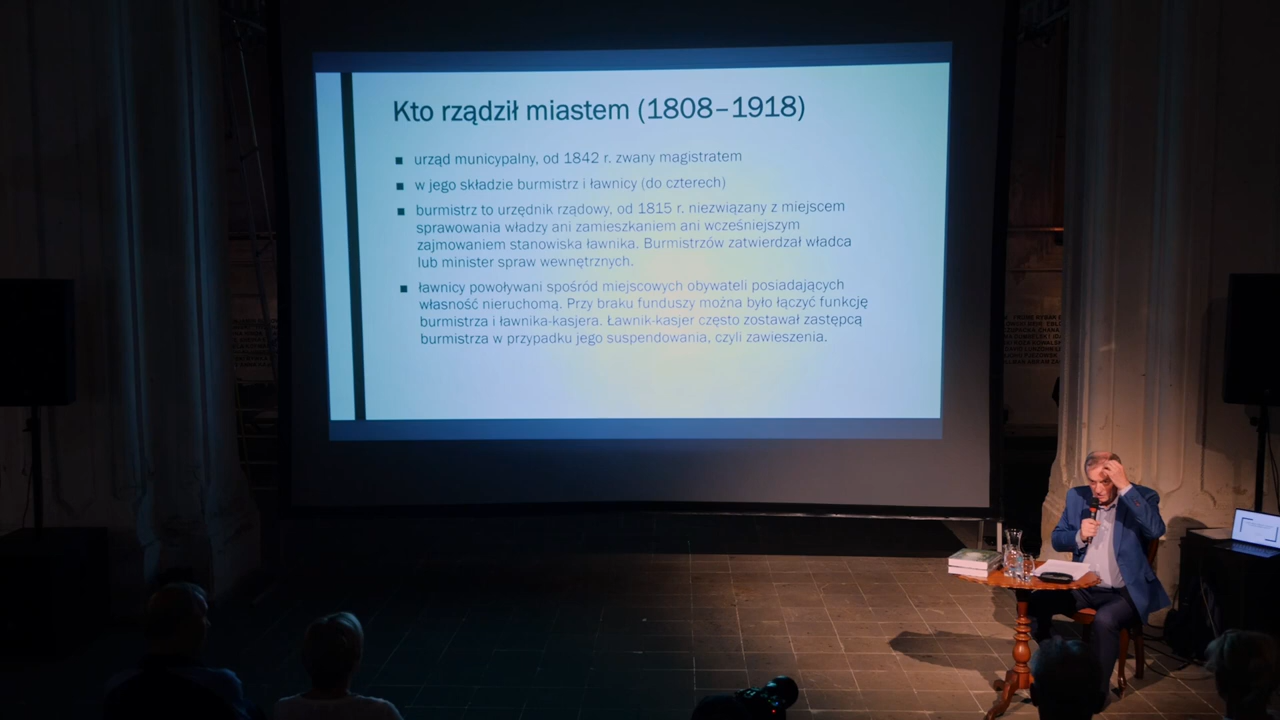 Kto rządził miastem (1808–1918)
■ urząd municypalny, od 1842 r. zwany magistratem
■ w jego składzie burmistrz i ławnicy (do czterech)
■ burmistrz to urzędnik rządowy, od 1815 r. niezwiązany z miejscem
sprawowania władzy ani zamieszkaniem ani wcześniejszym
zajmowaniem stanowiska ławnika. Burmistrzów zatwierdzał władca
lub minister spraw wewnętrznych.
■ ławnicy powoływani spośród miejscowych obywateli posiadających
własność nieruchomą. Przy braku funduszy można było łączyć funkcję
burmistrza i ławnika-kasjera. Ławnik-kasjer często zostawał zastępcą
burmistrza w przypadku jego suspendowania, czyli zawieszenia.